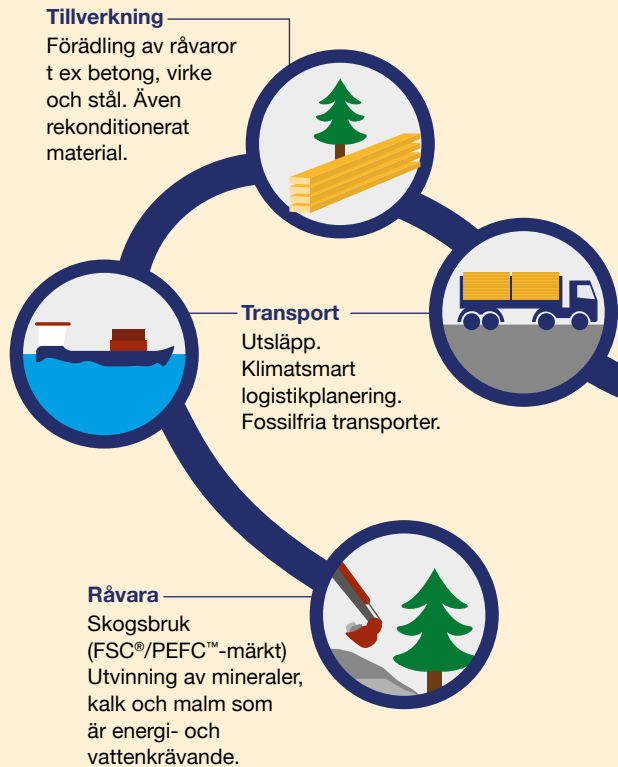 Tillverkning
Förädling av råvaror
t ex betong, virke
och stål. Även
rekonditionerat
material.
Transport
Utsläpp.
Klimatsmart
logistikplanering.
Fossilfria transporter.
Råvara
Skogsbruk
(FSC®/PEFC™-märkt)
Utvinning av mineraler,
kalk och malm som
är energi- och
vattenkrävande.